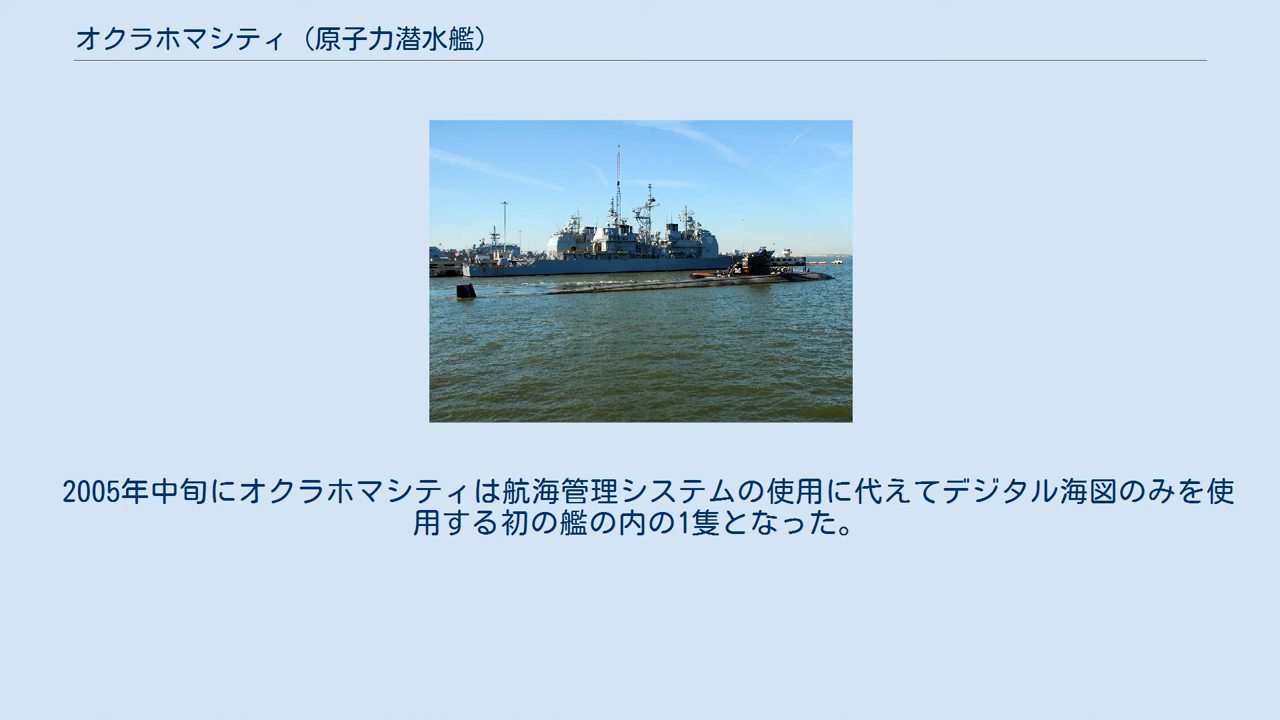 オクラホマシティ（原子力潜水艦）
2005年中旬にオクラホマシティは航海管理システムの使用に代えてデジタル海図のみを使
用する初の艦の内の1隻となった。